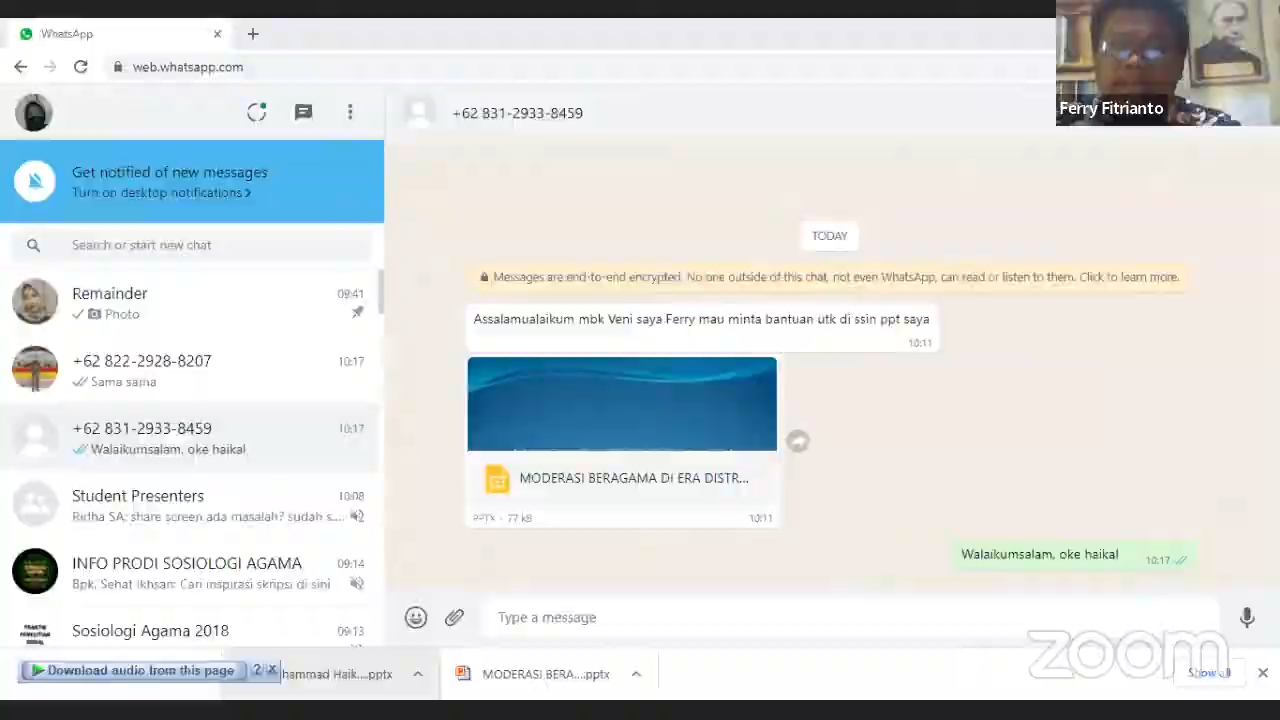 WhatsApp
web.whatsapp.com
Ferry Fitrianto
+62 831-2933-8459
Get notified of new messages
Turn on desktop notifications >
Search or start new chat
Remainder 09:41
Photo
+62 822-2928-8207 10:17
Sama sama
+62 831-2933-8459 10:17
Walaikumsalam, oke haikal
Student Presenters 10:08
Ridha SA: share screen ada masalah? sudah s....
INFO PRODI SOSIOLOGI AGAMA 09:14
Bpk. Sehat Ikhsan: Cari inspirasi skripsi di sini
Sosiologi Agama 2018 09:13
TODAY
Messages are end-to-end encrypted. No one outside of this chat, not even WhatsApp, can read or listen to them. Click to learn more.
Assalamualaikum mbk Veni saya Ferry mau minta bantuan utk di ssin ppt saya
10:11
MODERASI BERAGAMA DI ERA DISTR...
PPTX • 77 kB 10:11
Walaikumsalam, oke haikal 10:17
Type a message
zoom
Download audio from this page ? X
hammad Haik....pptx
MODERASI BERA....pptx
Show all